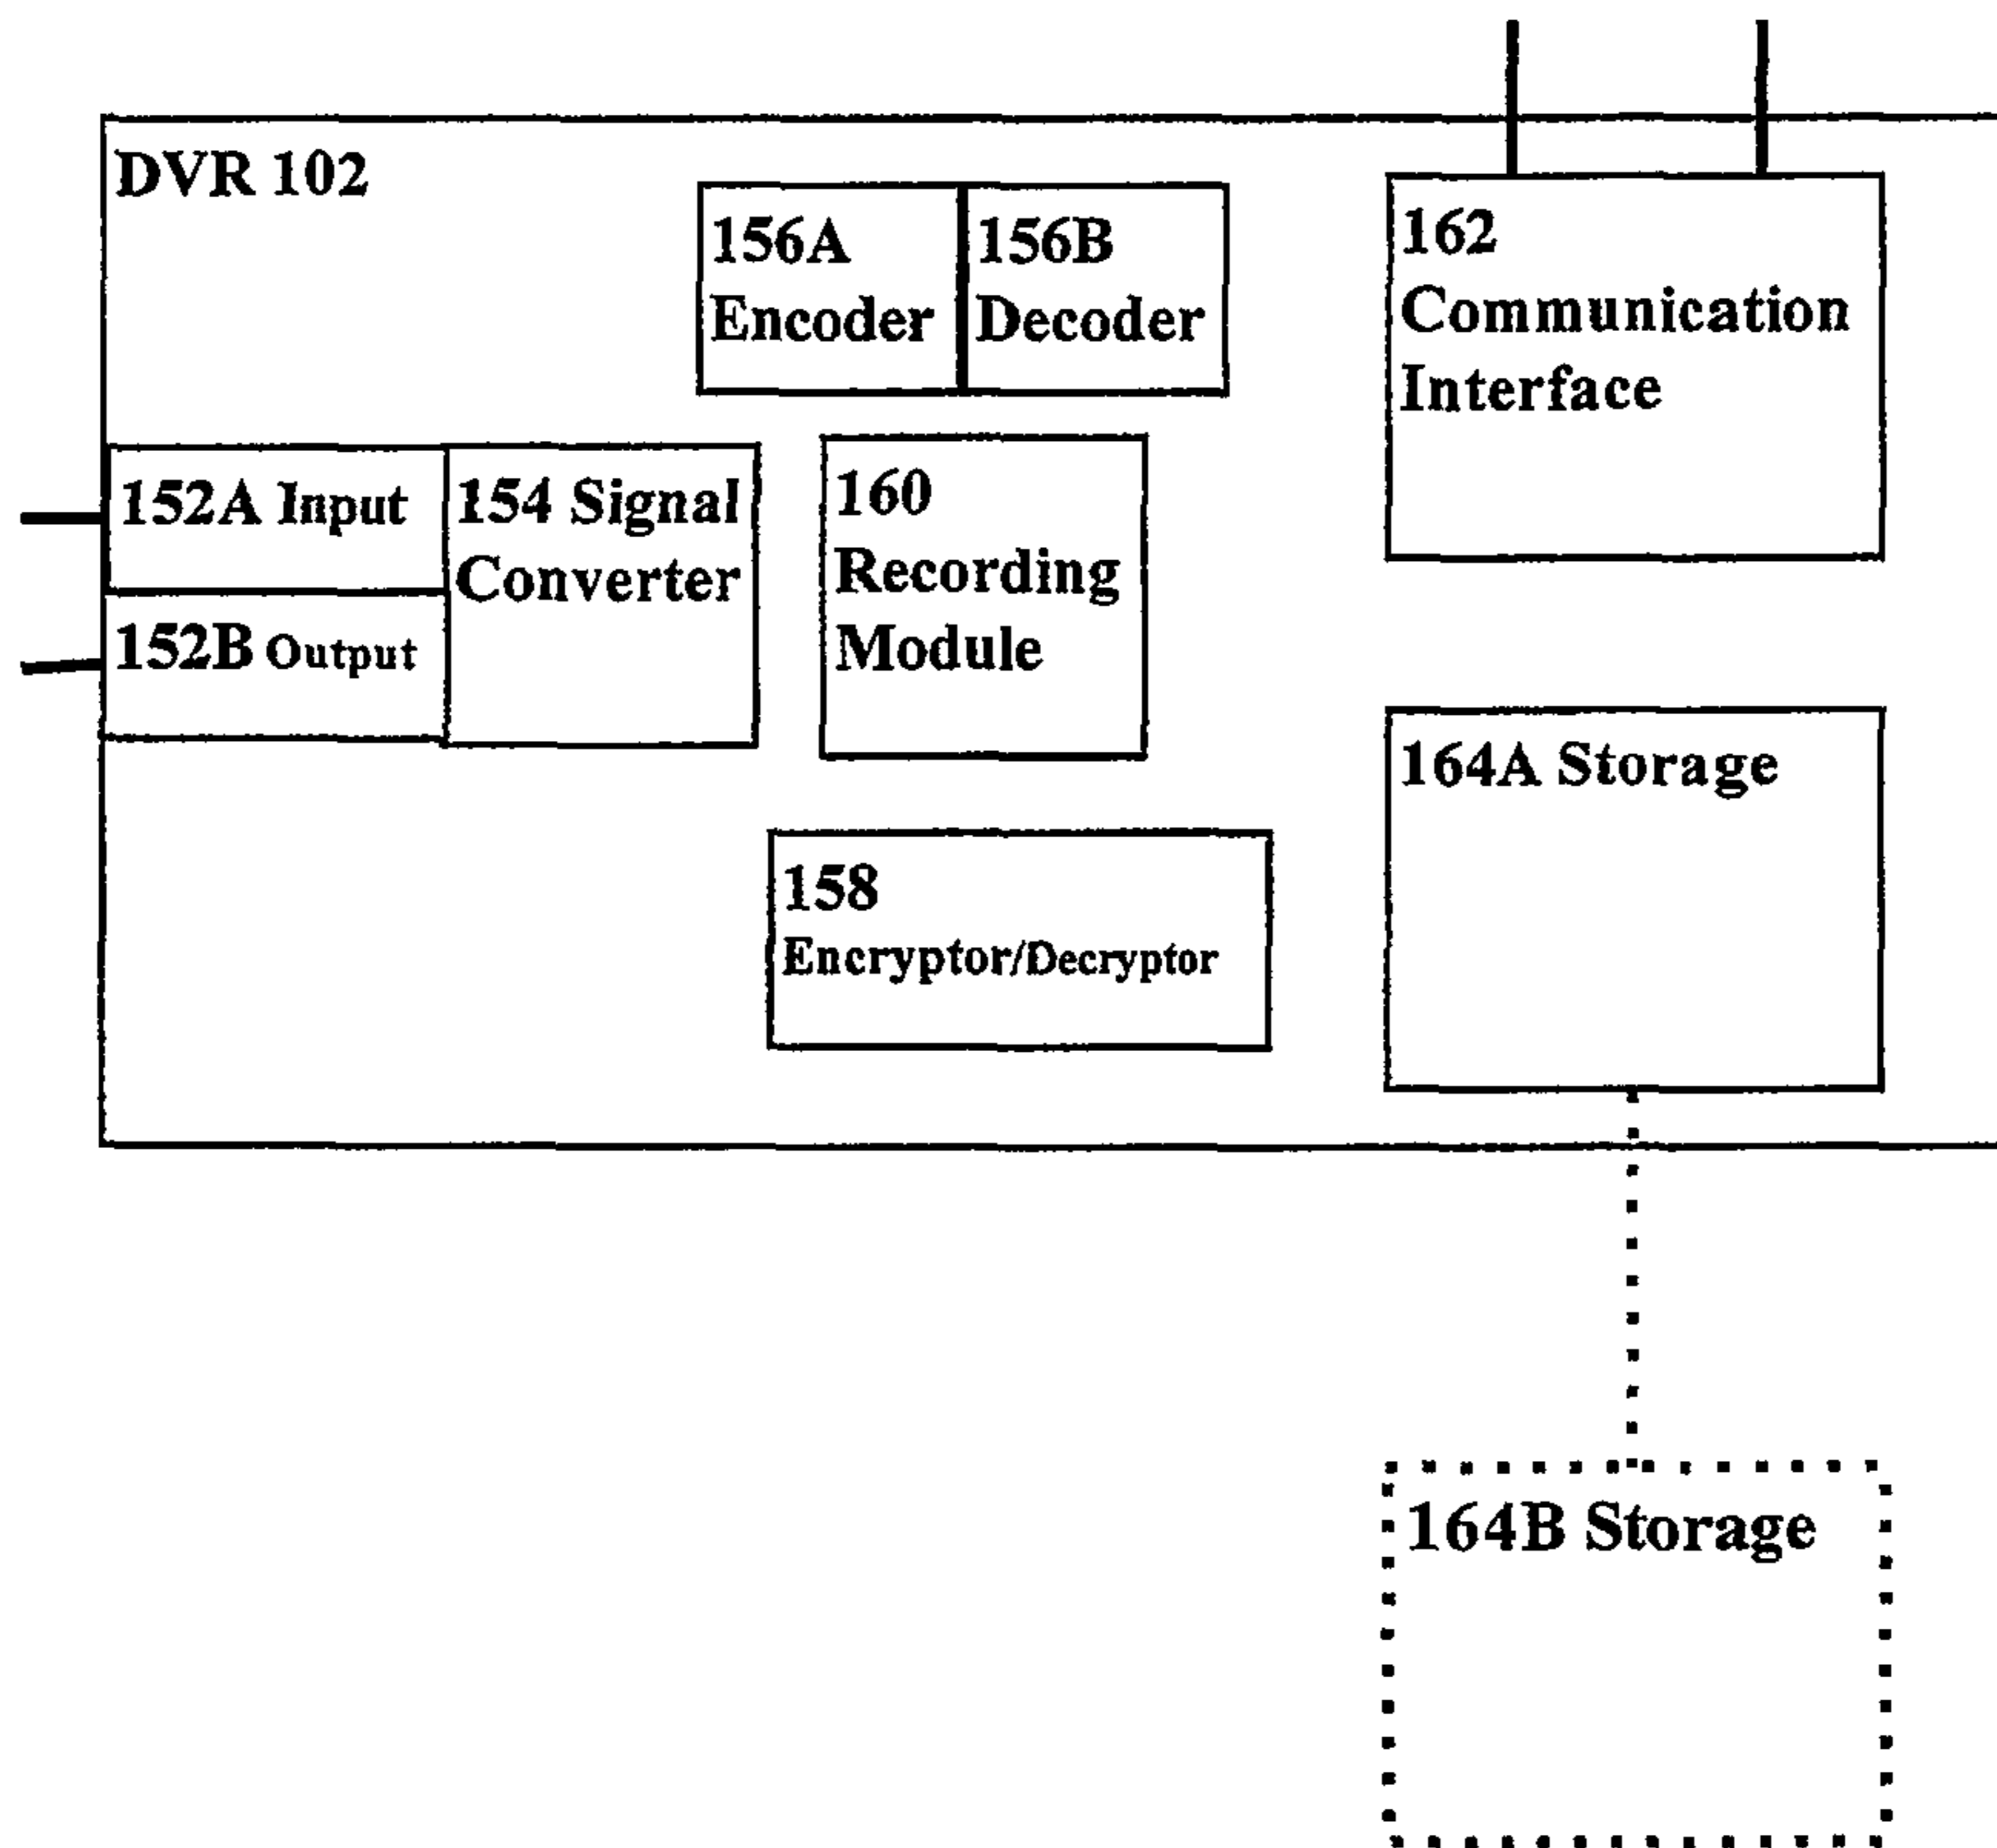 DVR 102
156A
Encoder
156B
Decoder
162
Communication
Interface
152A Input
152B Output
154 Signal
Converter
160
Recording
Module
164A Storage
158
Encryptor/Decryptor
164B Storage